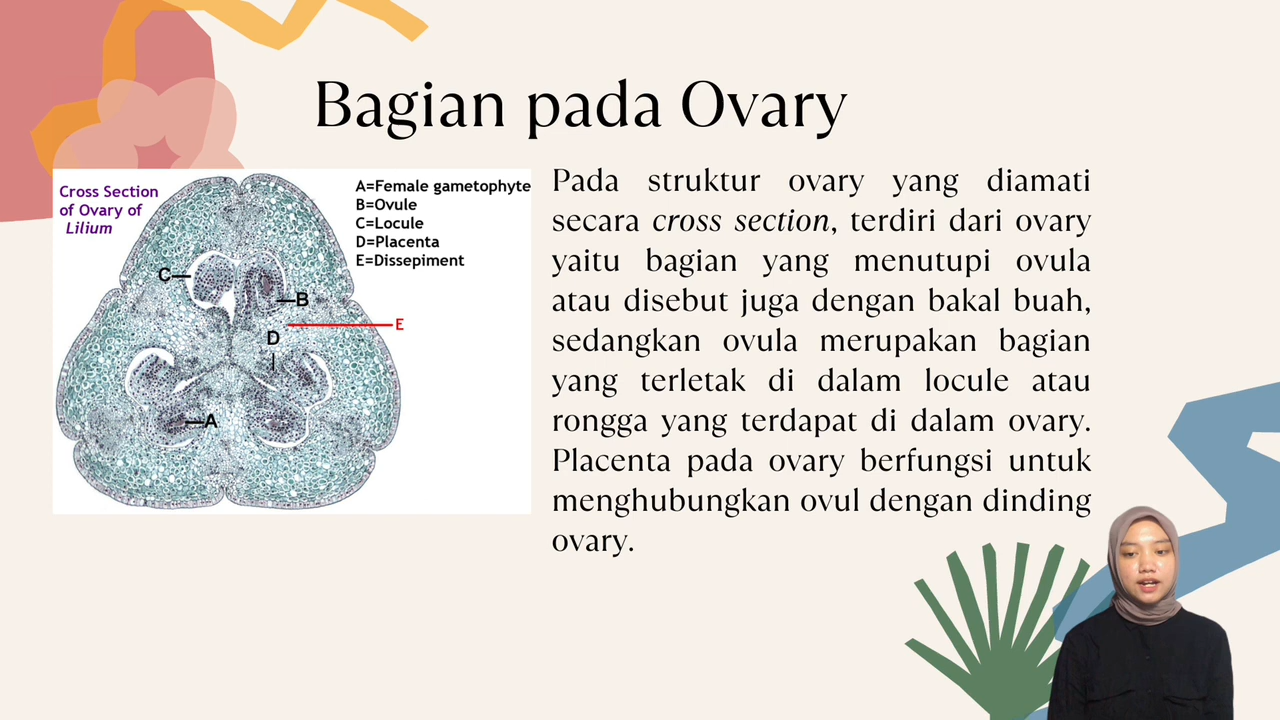 Bagian pada Ovary
Cross Section
of Ovary of
Lilium
A=Female gametophyte
B=Ovule
C=Locule
D=Placenta
E=Dissepiment
C
B
E
D
A
Pada struktur ovary yang diamati
secara cross section, terdiri dari ovary
yaitu bagian yang menutupi ovula
atau disebut juga dengan bakal buah,
sedangkan ovula merupakan bagian
yang terletak di dalam locule atau
rongga yang terdapat di dalam ovary.
Placenta pada ovary berfungsi untuk
menghubungkan ovul dengan dinding
ovary.